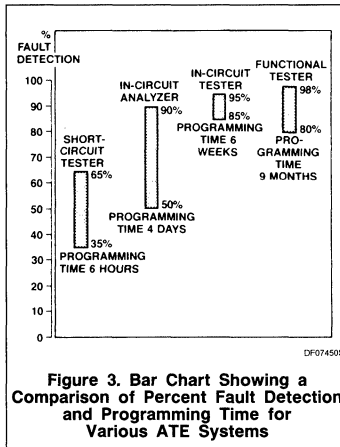 %
FAULT
DETECTION
100
90
80
70
60
50
40
30
20
10
0
SHORT-
CIRCUIT
TESTER
65%
35%
PROGRAMMING
TIME 6 HOURS
IN-CIRCUIT
ANALYZER
90%
50%
PROGRAMMING
TIME 4 DAYS
IN-CIRCUIT
TESTER
95%
85%
PROGRAMMING
TIME 6
WEEKS
FUNCTIONAL
TESTER
98%
80%
PRO-
GRAMMING
TIME
9 MONTHS
Figure 3. Bar Chart Showing a
Comparison of Percent Fault Detection
and Programming Time for
Various ATE Systems